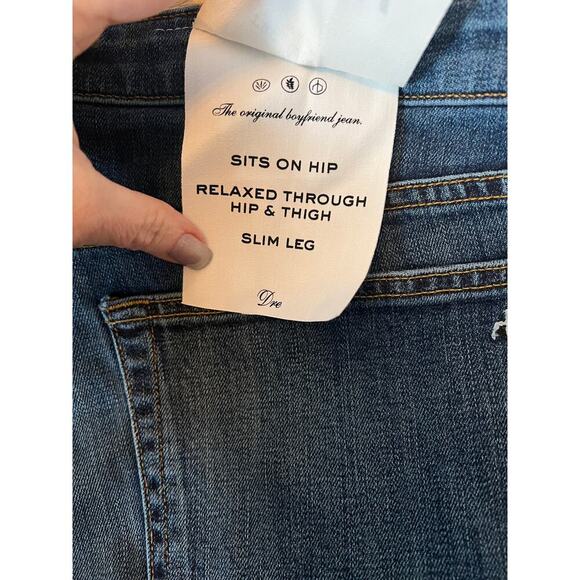 The original boyfriend jean.
SITS ON HIP
RELAXED THROUGH
HIP & THIGH
SLIM LEG
Dre